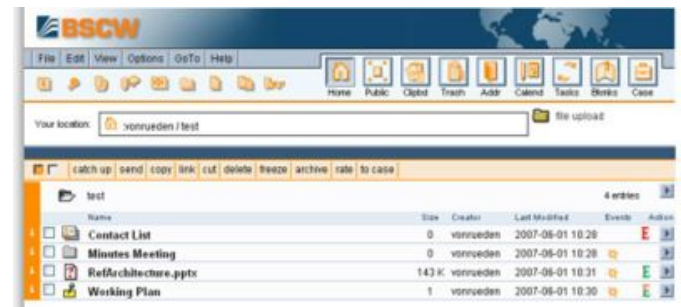 BSCW
File Edit View Options GoTo Help
Home Public Clipbd Trash Addr Calend Tasks Bmrks Case
Your location: :vonrueden / test
file upload
catch up send copy link cut delete freeze archive rate to case
test 4 entries
Name Size Creator Last Modified Events Action
Contact List 0 vonrueden 2007-06-01 10:28 E
Minutes Meeting 0 vonrueden 2007-06-01 10:28
RefArchitecture.pptx 143 K vonrueden 2007-06-01 10:31 E
Working Plan 1 vonrueden 2007-06-01 10:30 E